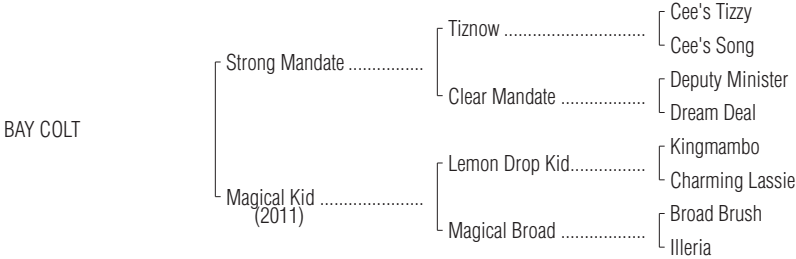 Cee's Tizzy
Tiznow ..............................
Cee's Song
Strong Mandate ................
Deputy Minister
Clear Mandate ..................
Dream Deal
BAY COLT
Kingmambo
Lemon Drop Kid................
Charming Lassie
Magical Kid ......................
(2011)
Broad Brush
Magical Broad ..................
Illeria